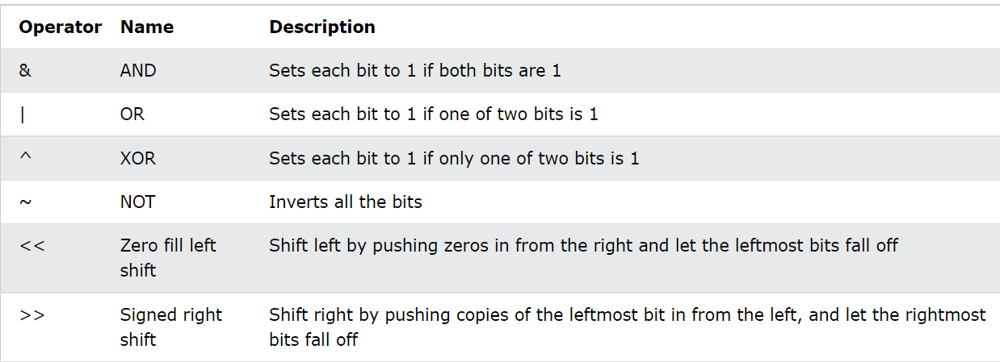 Operator Name Description
& AND Sets each bit to 1 if both bits are 1
| OR Sets each bit to 1 if one of two bits is 1
^ XOR Sets each bit to 1 if only one of two bits is 1
~ NOT Inverts all the bits
<< Zero fill left Shift left by pushing zeros in from the right and let the leftmost bits fall off
shift
>> Signed right Shift right by pushing copies of the leftmost bit in from the left, and let the rightmost
shift bits fall off